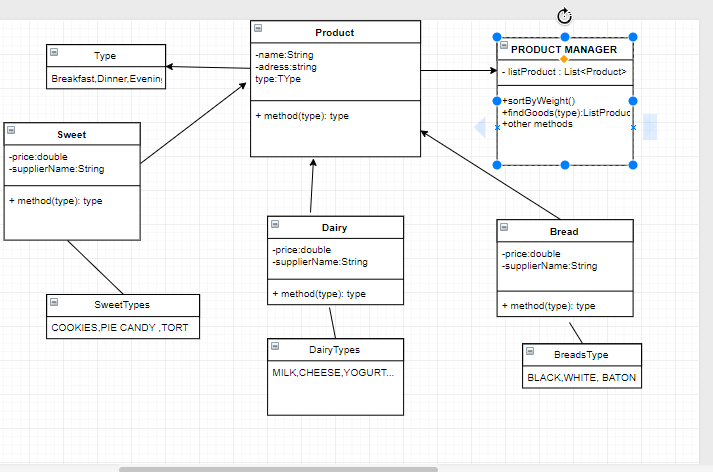 Product
-name:String
-adress:string
type:TYpe
+ method(type): type
Type
Breakfast,Dinner,Evening
PRODUCT MANAGER
- listProduct : List<Product>
+sortByWeight()
+findGoods(type):ListProduc
+other methods
Sweet
-price:double
-supplierName:String
+ method(type): type
Dairy
-price:double
-supplierName:String
+ method(type): type
Bread
-price:double
-supplierName:String
+ method(type): type
SweetTypes
COOKIES,PIE CANDY ,TORT
DairyTypes
MILK,CHEESE,YOGURT...
BreadsType
BLACK,WHITE, BATON